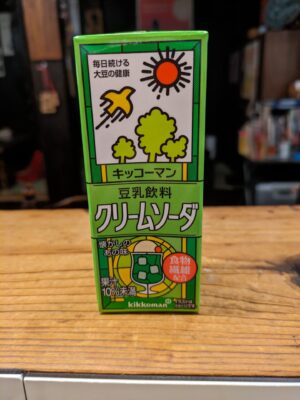 毎日続ける
大豆の健康
キッコーマン
豆乳飲料
クリームソーダ
懐かしの
あの味
食物
繊維
配合
果汁
10%未満
kikkoman®